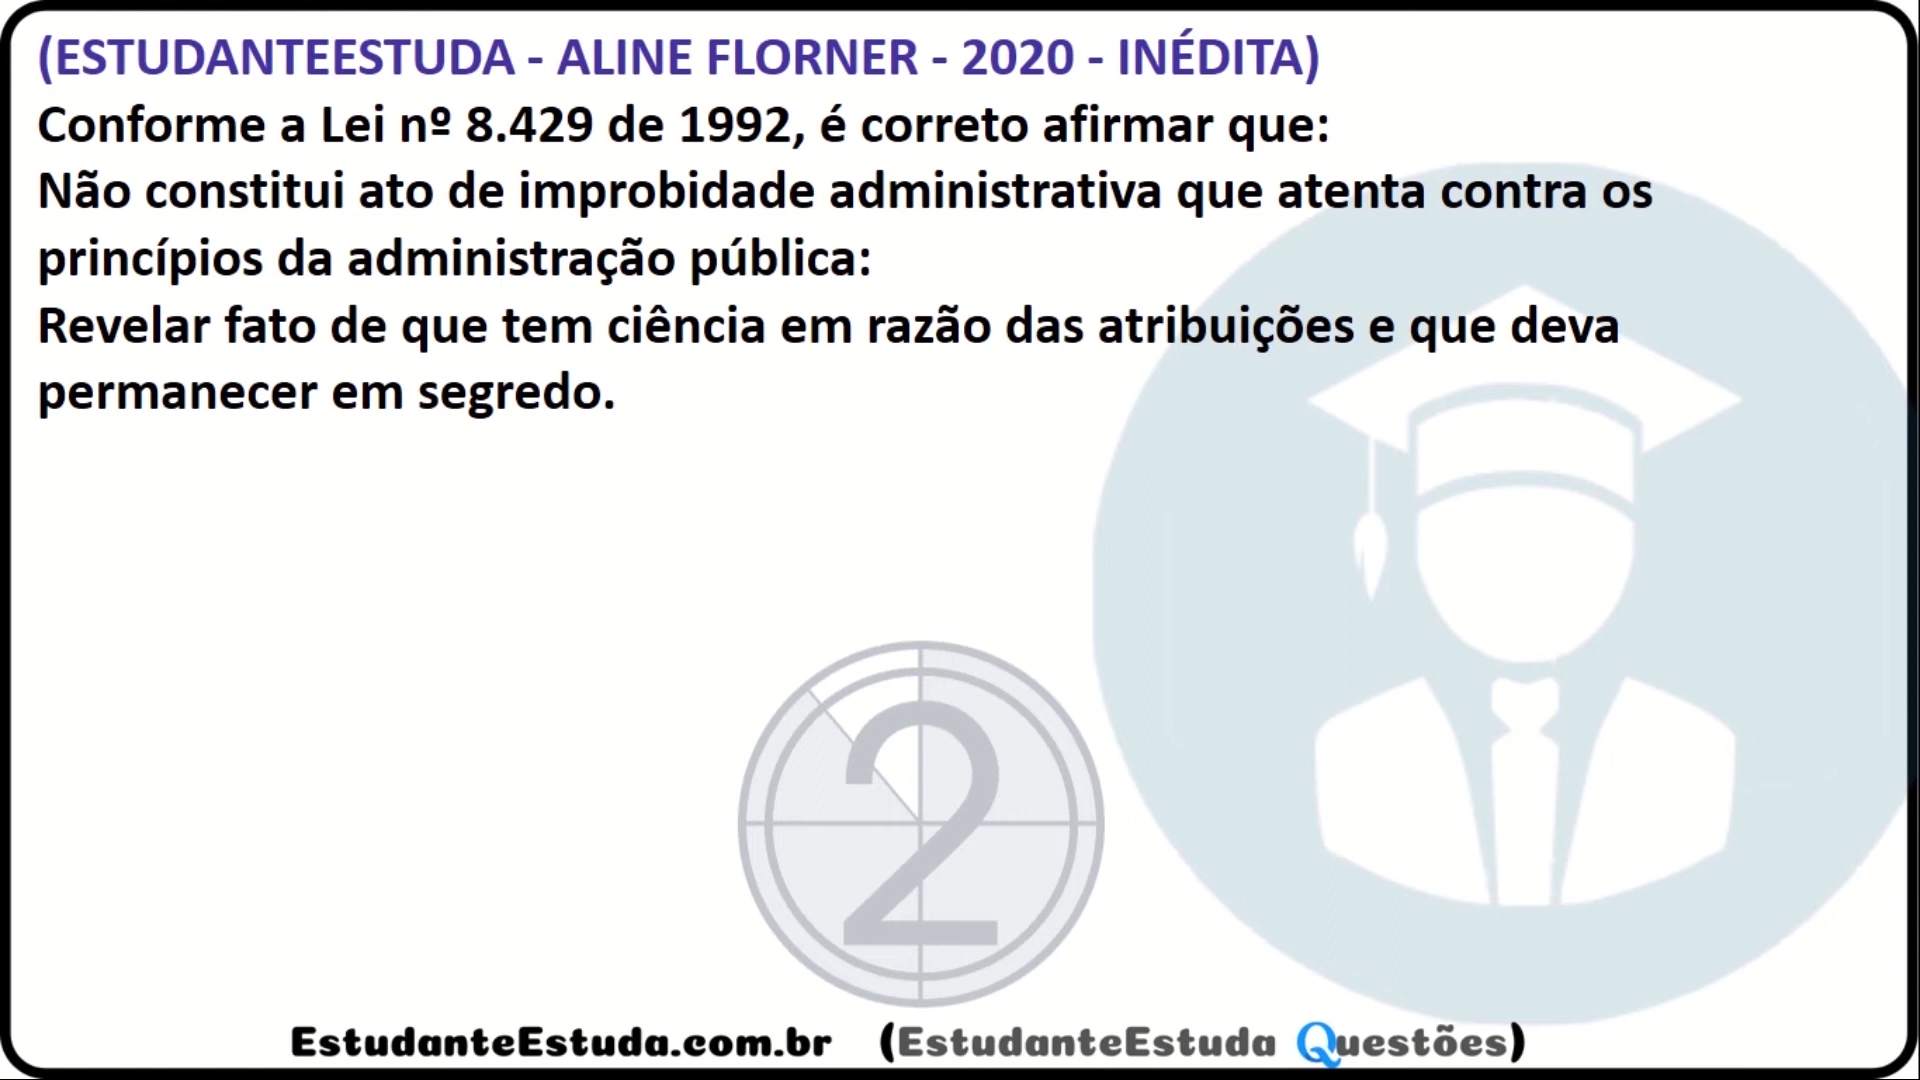 (ESTUDANTEESTUDA - ALINE FLORNER - 2020 - INÉDITA)
Conforme a Lei nº 8.429 de 1992, é correto afirmar que:
Não constitui ato de improbidade administrativa que atenta contra os
princípios da administração pública:
Revelar fato de que tem ciência em razão das atribuições e que deva
permanecer em segredo.
2
EstudanteEstuda.com.br (EstudanteEstuda Questões)